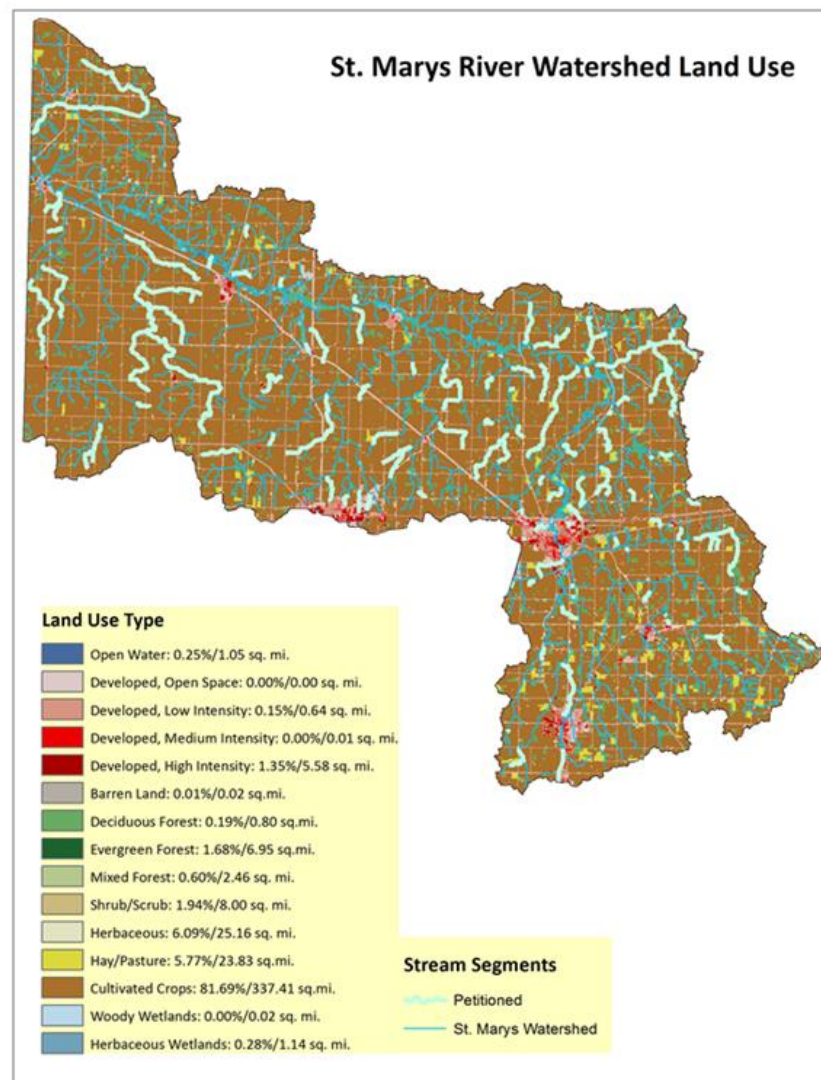 St. Marys River Watershed Land Use
Land Use Type
Open Water: 0.25%/1.05 sq. mi.
Developed, Open Space: 0.00%/0.00 sq. mi.
Developed, Low Intensity: 0.15%/0.64 sq. mi.
Developed, Medium Intensity: 0.00%/0.01 sq. mi.
Developed, High Intensity: 1.35%/5.58 sq. mi.
Barren Land: 0.01%/0.02 sq.mi.
Deciduous Forest: 0.19%/0.80 sq.mi.
Evergreen Forest: 1.68%/6.95 sq.mi.
Mixed Forest: 0.60%/2.46 sq. mi.
Shrub/Scrub: 1.94%/8.00 sq. mi.
Herbaceous: 6.09%/25.16 sq. mi.
Hay/Pasture: 5.77%/23.83 sq.mi.
Cultivated Crops: 81.69%/337.41 sq.mi.
Woody Wetlands: 0.00%/0.02 sq. mi.
Herbaceous Wetlands: 0.28%/1.14 sq. mi.
Stream Segments
Petitioned
St. Marys Watershed